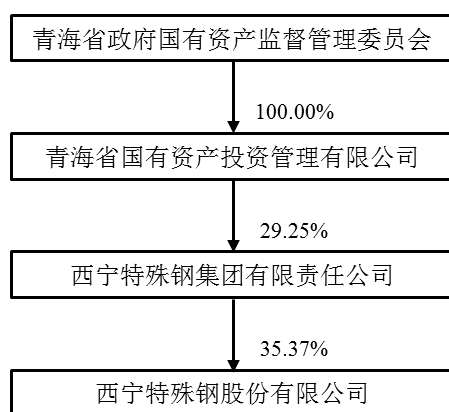 青海省政府国有资产监督管理委员会
100.00%
青海省国有资产投资管理有限公司
29.25%
西宁特殊钢集团有限责任公司
35.37%
西宁特殊钢股份有限公司